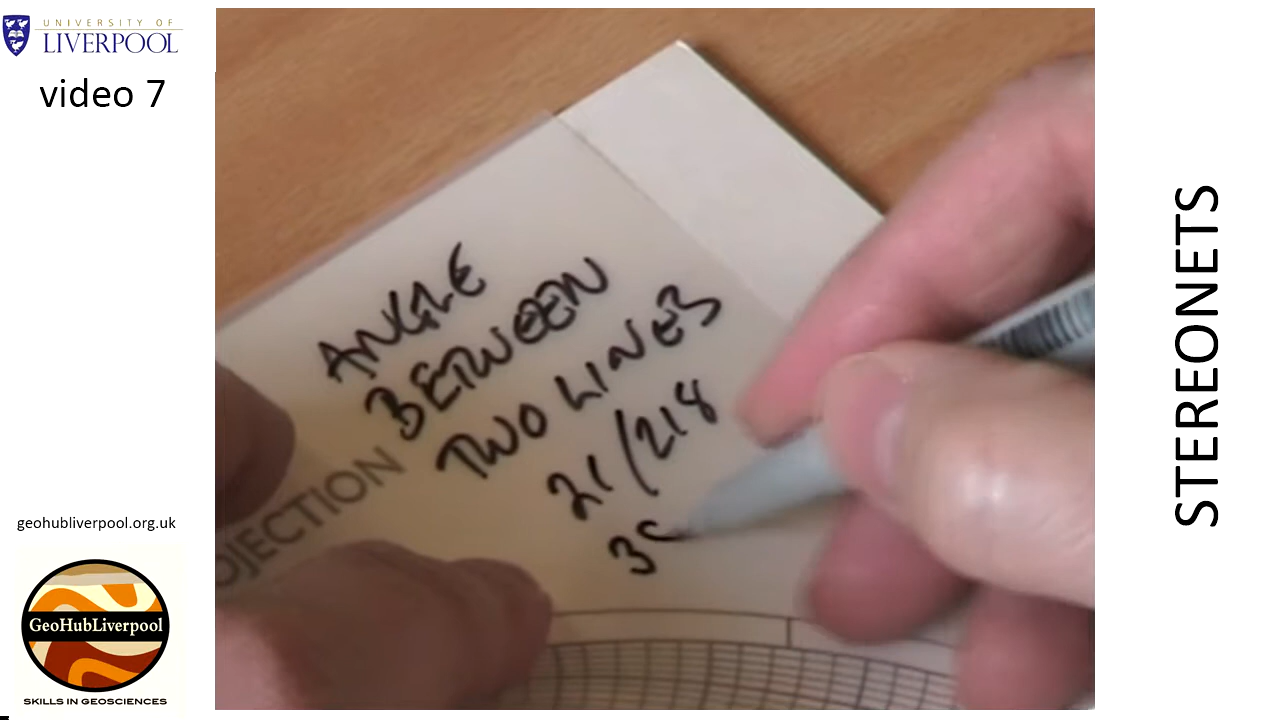 UNIVERSITY OF
LIVERPOOL
video 7
ANGLE
BETWEEN
TWO LINES
21/218
OJECTION
STEREONETS
geohubliverpool.org.uk
GeoHubLiverpool
SKILLS IN GEOSCIENCES